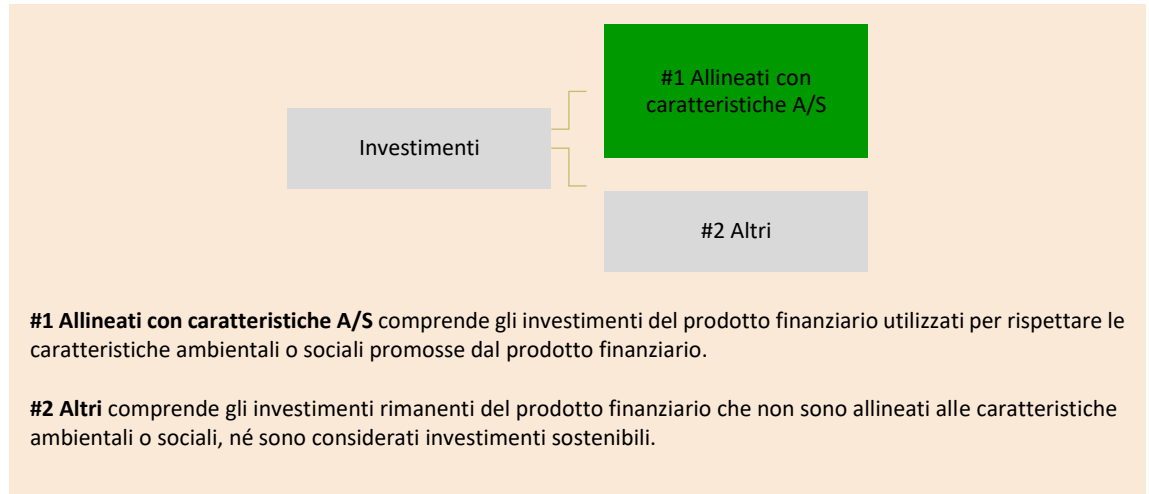 #1 Allineati con
caratteristiche A/S
Investimenti
#2 Altri
#1 Allineati con caratteristiche A/S comprende gli investimenti del prodotto finanziario utilizzati per rispettare le
caratteristiche ambientali o sociali promosse dal prodotto finanziario.
#2 Altri comprende gli investimenti rimanenti del prodotto finanziario che non sono allineati alle caratteristiche
ambientali o sociali, né sono considerati investimenti sostenibili.